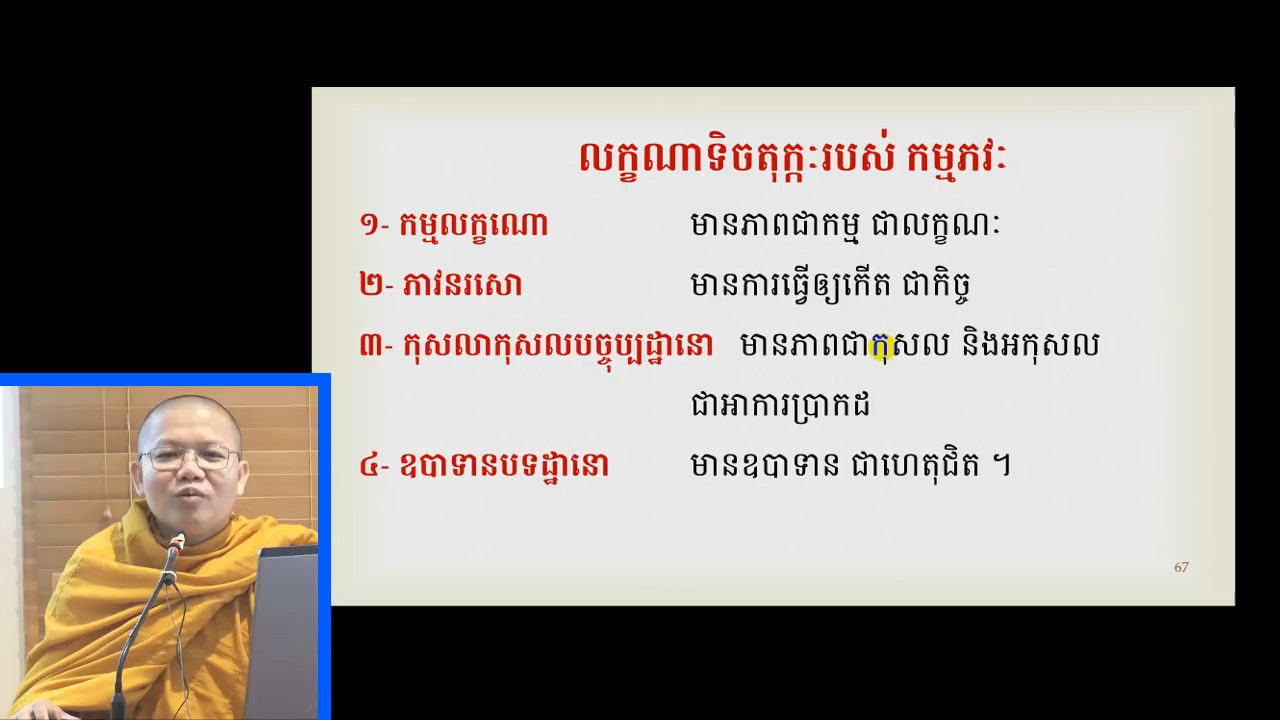 លក្ខណាទិចតុក្កៈរបស់ កម្មភវៈ
១- កម្មលក្ខណោ មានភាពជាកម្ម ជាលក្ខណៈ
២- ភាវនរសោ មានការធ្វើឲ្យកើត ជាកិច្ច
៣- កុសលាកុសលបច្ចុប្បដ្ឋានោ មានភាពជាកុសល និងអកុសល
ជាអាការប្រាកដ
៤- ឧបាទានបទដ្ឋានោ មានឧបាទាន ជាហេតុជិត ។
67